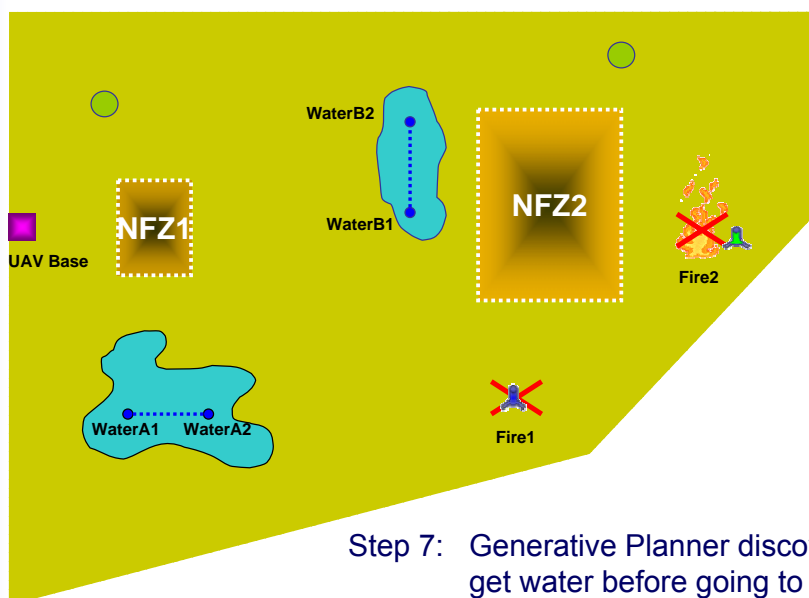 WaterB2
NFZ2
NFZ1
WaterB1
UAV Base
Fire2
WaterA1 WaterA2
Fire1
Step 7: Generative Planner
get water before going to